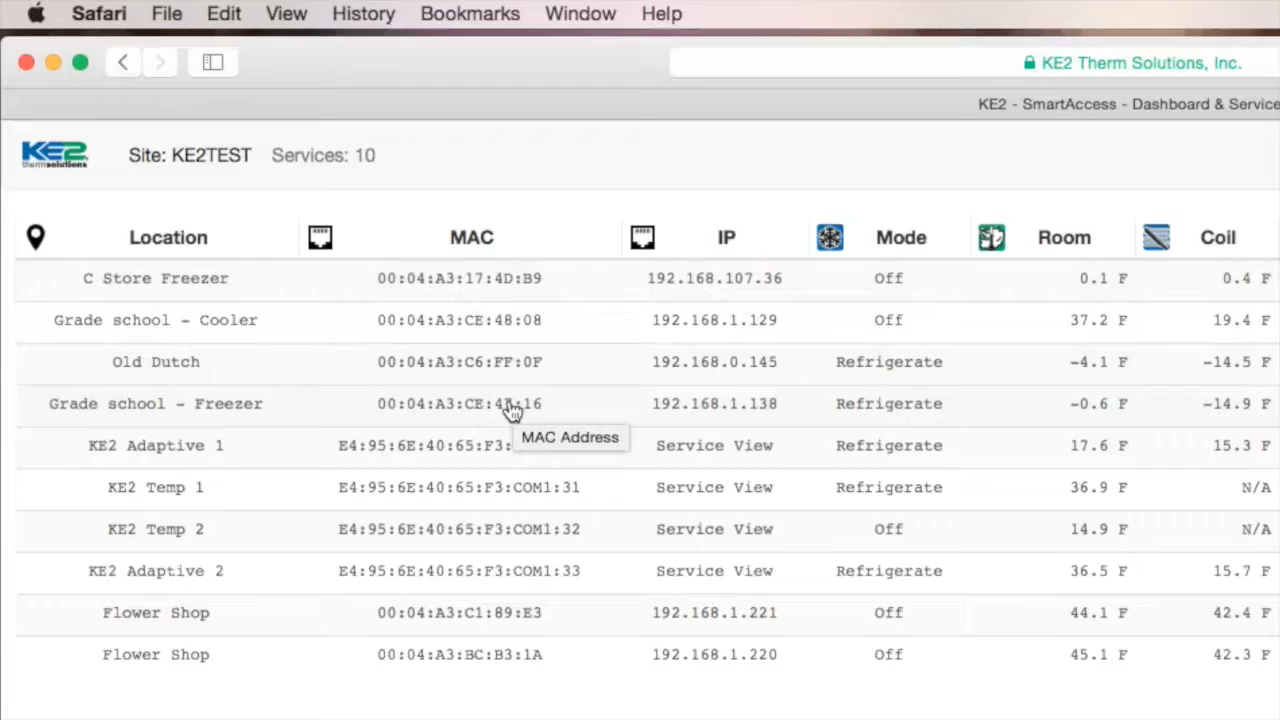 Safari File Edit View History Bookmarks Window Help
KE2 Therm Solutions, Inc.
KE2 - SmartAccess - Dashboard & Service
KE2 Site: KE2TEST Services: 10
thermsolutions
Location MAC IP Mode Room Coil
C Store Freezer 00:04:A3:17:4D:B9 192.168.107.36 Off 0.1 F 0.4 F
Grade school - Cooler 00:04:A3:CE:48:08 192.168.1.129 Off 37.2 F 19.4 F
Old Dutch 00:04:A3:C6:FF:0F 192.168.0.145 Refrigerate -4.1 F -14.5 F
Grade school - Freezer 192.168.1.138 Refrigerate -0.6 F -14.9 F
MAC Address
KE2 Adaptive 1 E4:95:6E:40:65:F3: Service View Refrigerate 17.6 F 15.3 F
KE2 Temp 1 E4:95:6E:40:65:F3:COM1:31 Service View Refrigerate 36.9 F N/A
KE2 Temp 2 E4:95:6E:40:65:F3:COM1:32 Service View Off 14.9 F N/A
KE2 Adaptive 2 E4:95:6E:40:65:F3:COM1:33 Service View Refrigerate 36.5 F 15.7 F
Flower Shop 00:04:A3:C1:89:E3 192.168.1.221 Off 44.1 F 42.4 F
Flower Shop 00:04:A3:BC:B3:1A 192.168.1.220 Off 45.1 F 42.3 F